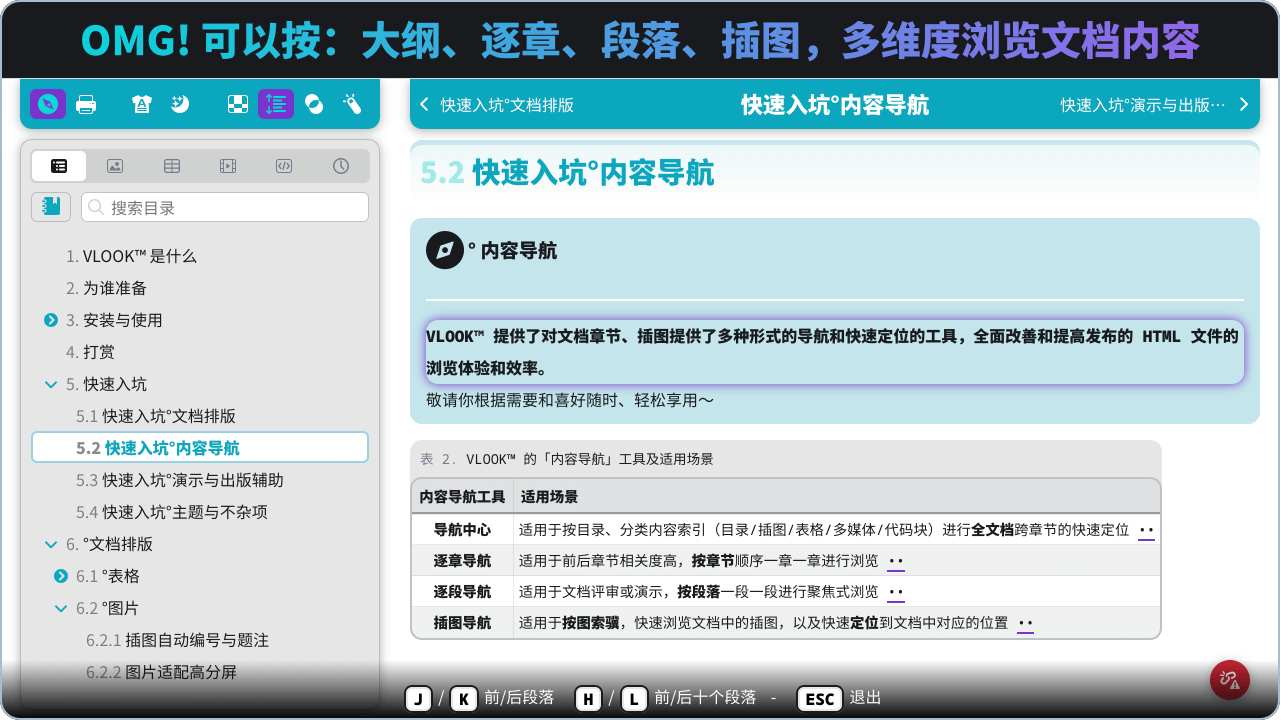 OMG! 可以按：大纲、逐章、段落、插图，多维度浏览文档内容
快速入坑°文档排版
快速入坑°内容导航
快速入坑°演示与出版…
搜索目录
1. VLOOK™ 是什么
2. 为谁准备
3. 安装与使用
4. 打赏
5. 快速入坑
5.1 快速入坑°文档排版
5.2 快速入坑°内容导航
5.3 快速入坑°演示与出版辅助
5.4 快速入坑°主题与不杂项
6. °文档排版
6.1 °表格
6.2 °图片
6.2.1 插图自动编号与题注
6.2.2 图片适配高分屏
5.2 快速入坑°内容导航
° 内容导航
VLOOK™ 提供了对文档章节、插图提供了多种形式的导航和快速定位的工具，全面改善和提高发布的 HTML 文件的
浏览体验和效率。
敬请你根据需要和喜好随时、轻松享用～
表 2. VLOOK™ 的「内容导航」工具及适用场景
内容导航工具 适用场景
导航中心 适用于按目录、分类内容索引（目录/插图/表格/多媒体/代码块）进行全文档跨章节的快速定位 ••
逐章导航 适用于前后章节相关度高，按章节顺序一章一章进行浏览 ••
逐段导航 适用于文档评审或演示，按段落一段一段进行聚焦式浏览 ••
插图导航 适用于按图索骥，快速浏览文档中的插图，以及快速定位到文档中对应的位置 ••
J / K 前/后段落 H / L 前/后十个段落 - ESC 退出